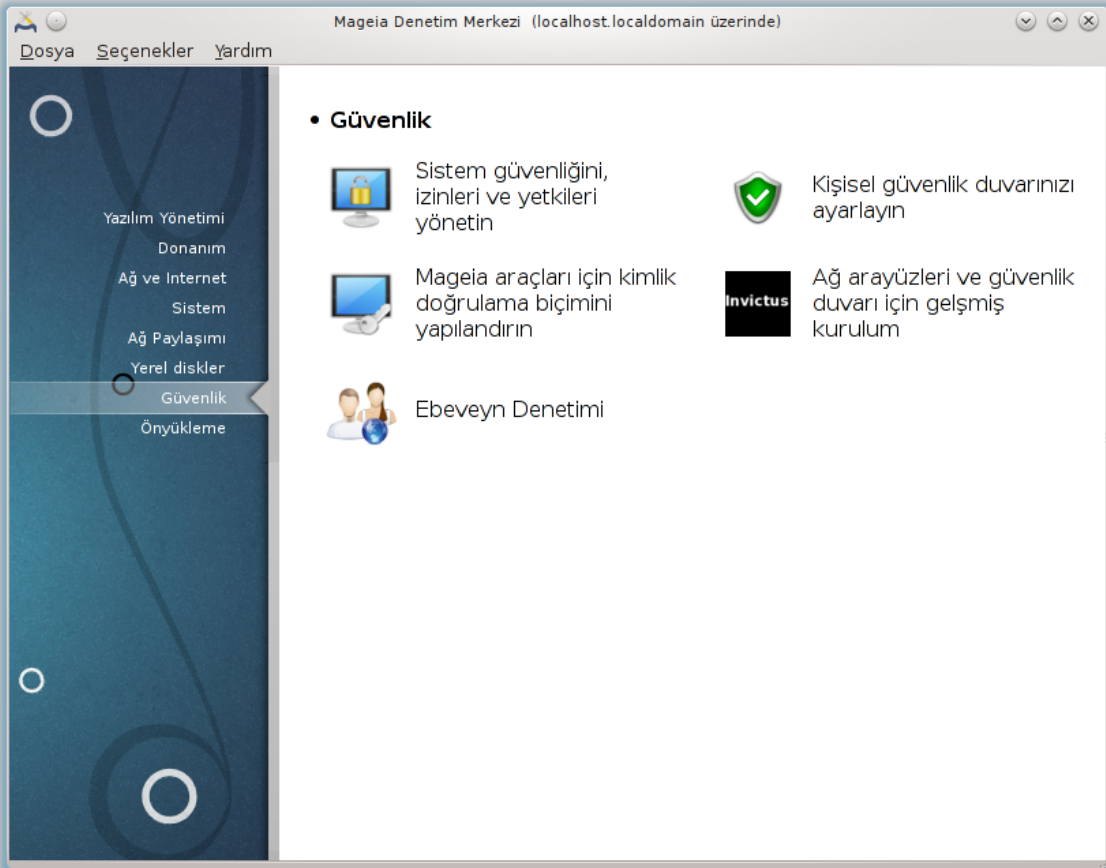 Mageia Denetim Merkezi (localhost.localdomain üzerinde)
Dosya Seçenekler Yardım
Yazılım Yönetimi
Donanım
Ağ ve Internet
Sistem
Ağ Paylaşımı
Yerel diskler
Güvenlik
Önyükleme
• Güvenlik
Sistem güvenliğini,
izinleri ve yetkileri
yönetin
Kişisel güvenlik duvarınızı
ayarlayın
Mageia araçları için kimlik
doğrulama biçimini
yapılandırın
Invictus
Ağ arayüzleri ve güvenlik
duvarı için gelşmiş
kurulum
Ebeveyn Denetimi